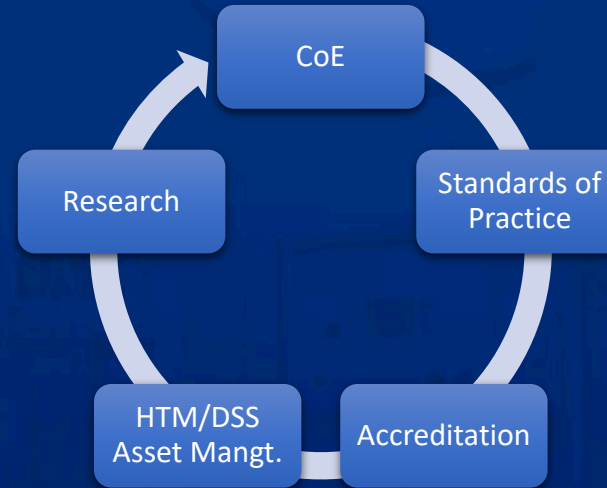 CoE
Standards of
Practice
Accreditation
HTM/DSS
Asset Mangt.
Research